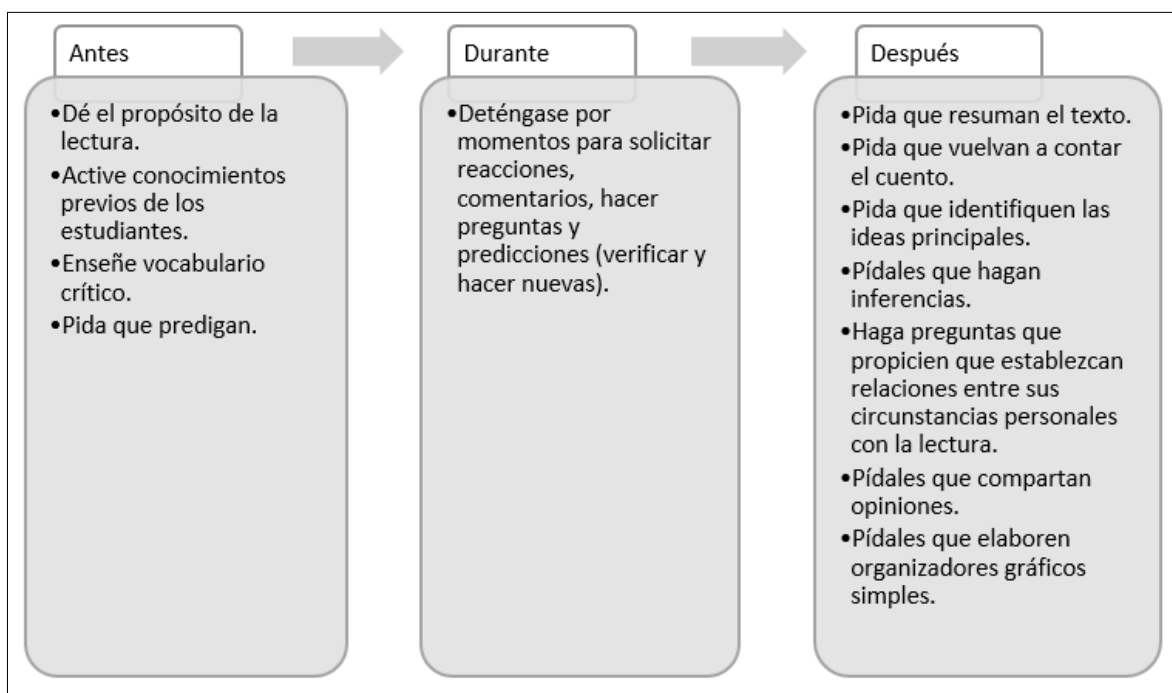 Antes
•Dé el propósito de la
lectura.
•Active conocimientos
previos de los
estudiantes.
•Enseñe vocabulario
crítico.
•Pida que predigan.
Durante
•Deténgase por
momentos para solicitar
reacciones,
comentarios, hacer
preguntas y
predicciones (verificar y
hacer nuevas).
Después
•Pida que resuman el texto.
•Pida que vuelvan a contar
el cuento.
•Pida que identifiquen las
ideas principales.
•Pídales que hagan
inferencias.
•Haga preguntas que
propicien que establezcan
relaciones entre sus
circunstancias personales
con la lectura.
•Pídales que compartan
opiniones.
•Pídales que elaboren
organizadores gráficos
simples.